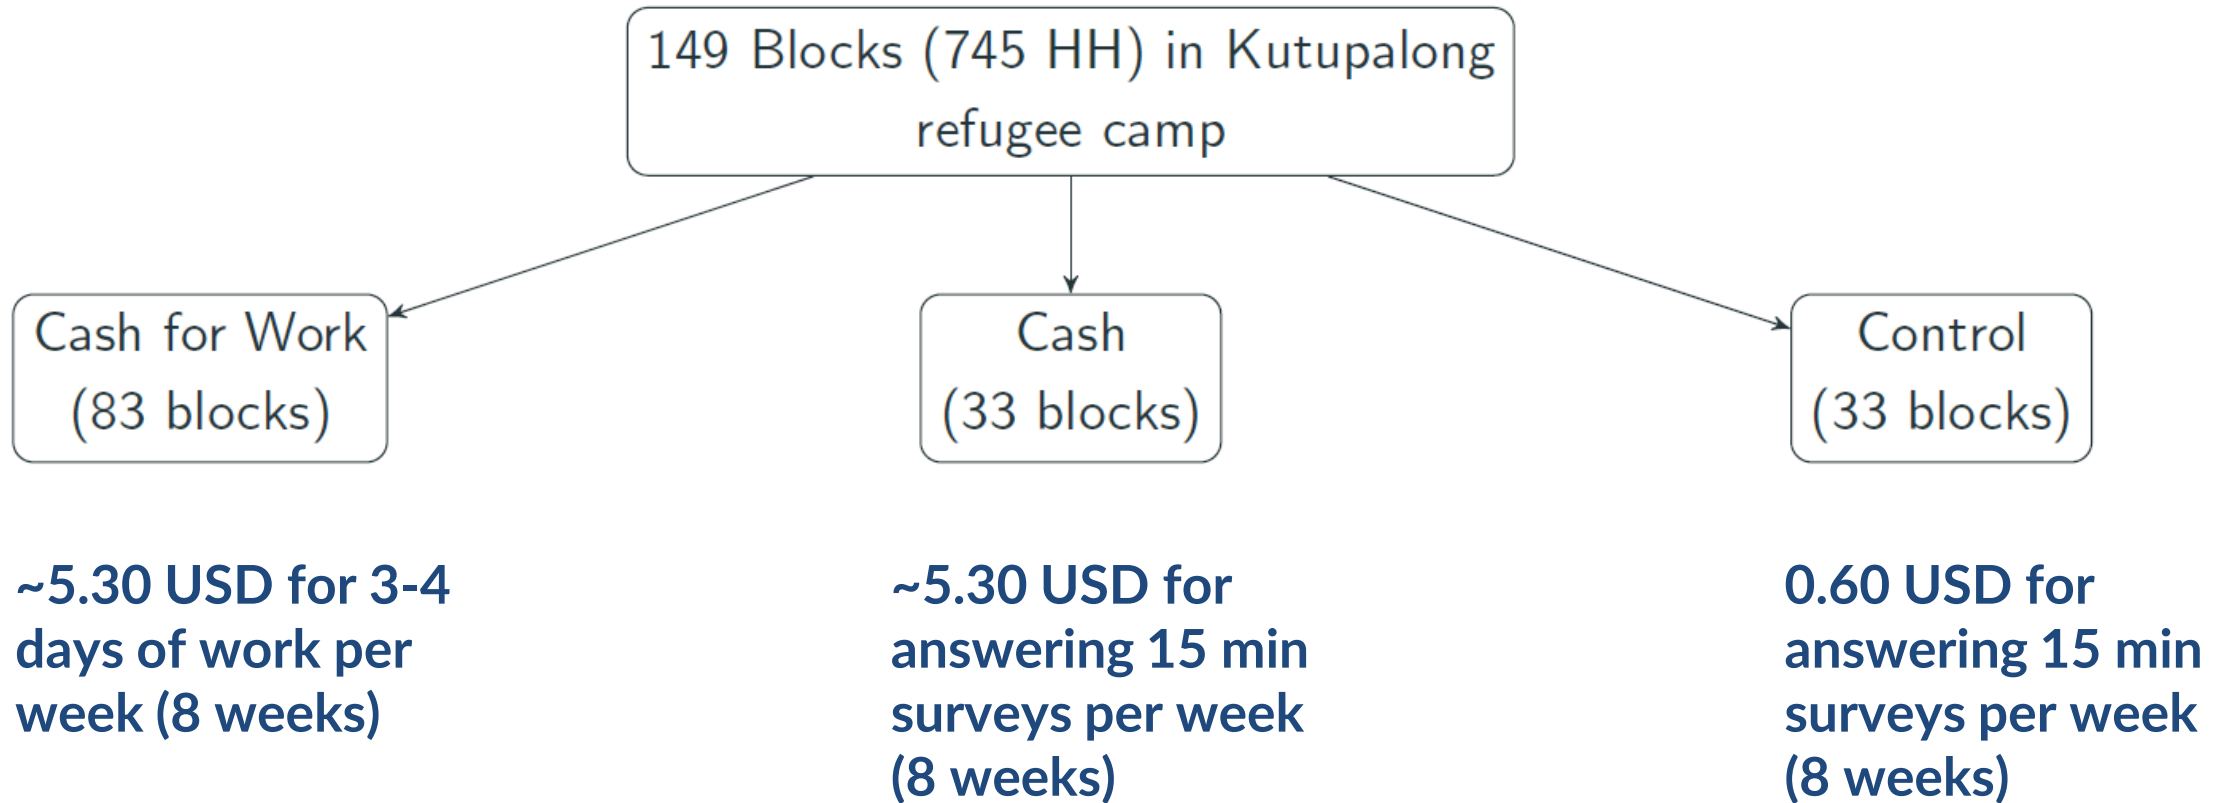 149 Blocks (745 HH) in Kutupalong
refugee camp
Cash for Work
(83 blocks)
Cash
(33 blocks)
Control
(33 blocks)
~5.30 USD for 3-4
days of work per
week (8 weeks)
~5.30 USD for
answering 15 min
surveys per week
(8 weeks)
0.60 USD for
answering 15 min
surveys per week
(8 weeks)